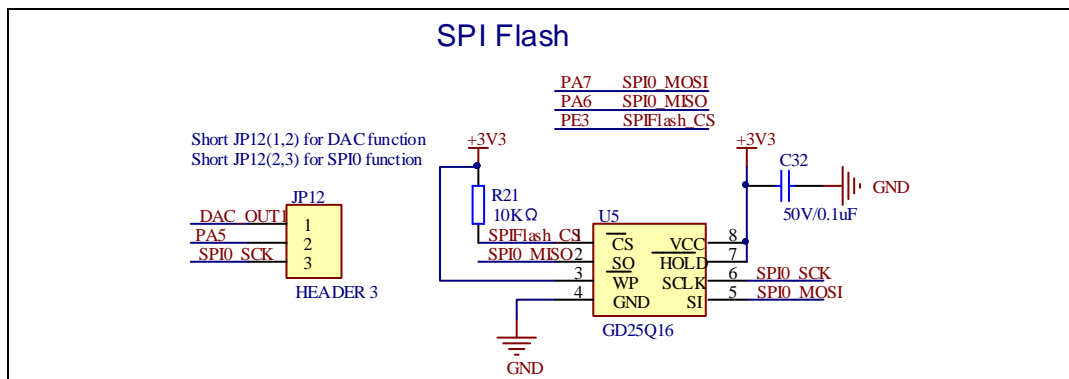 SPI Flash
PA7 SPI0_MOSI
PA6 SPI0_MISO
PE3 SPIFlash_CS
Short JP12(1,2) for DAC function
Short JP12(2,3) for SPI0 function
+3V3
+3V3
C32
GND
50V/0.1uF
R21
10KΩ
JP12
DAC_OUT1 1
PA5 2
SPI0_SCK 3
HEADER 3
U5
SPIFlash_CS 1 CS VCC 8
SPI0_MISO 2 SO HOLD 7
3 WP SCLK 6 SPI0_SCK
4 GND SI 5 SPI0_MOSI
GD25Q16
GND